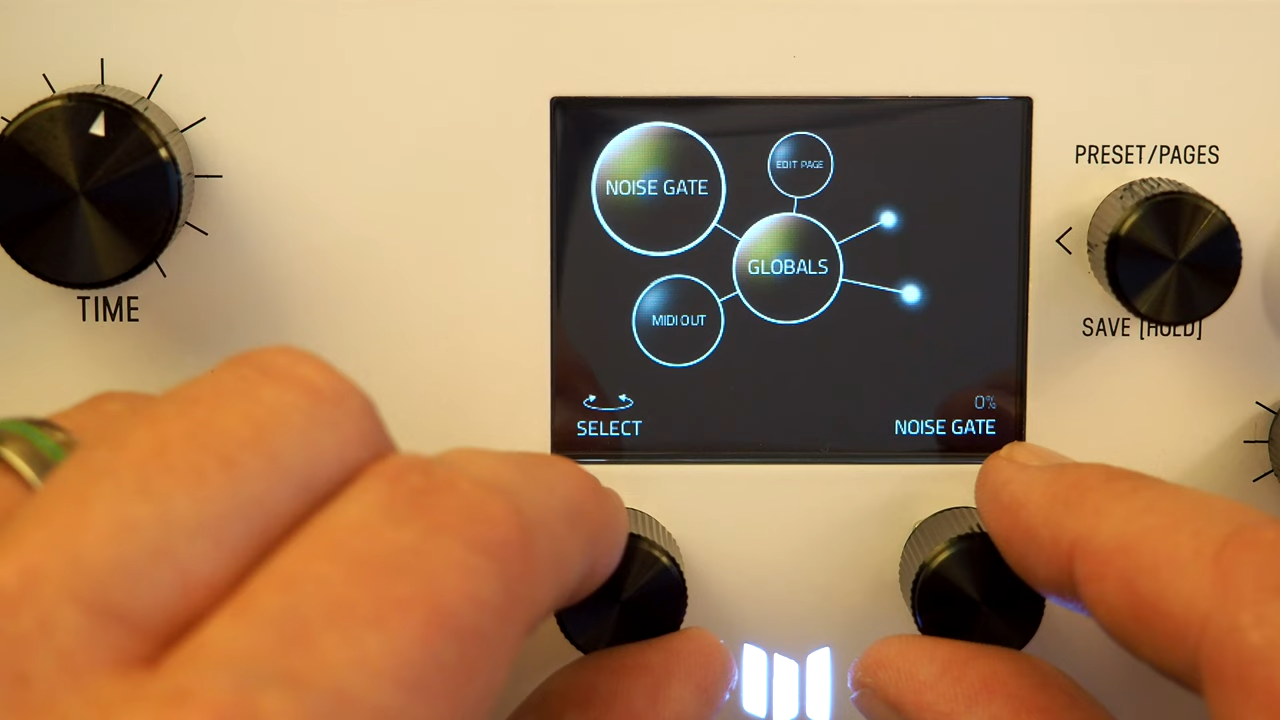 NOISE GATE
EDIT PAGE
GLOBALS
MIDI OUT
SELECT
0%
NOISE GATE
TIME
PRESET/PAGES
<
SAVE [HOLD]